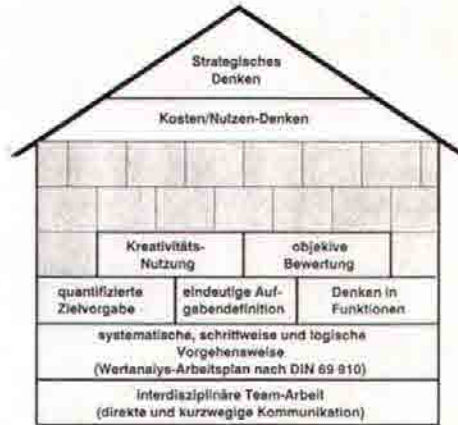 Strategisches
Denken
Kosten/Nutzen-Denken
Kreativitäts-
Nutzung
objekive
Bewertung
quantifizierte
Zielvorgabe
eindeutige Auf-
gabendefinition
Denken in
Funktionen
systematische, schrittweise und logische
Vorgehensweise
(Wertanalys-Arbeitsplan nach DIN 69 910)
interdisziplinäre Team-Arbeit
(direkte und kurzwegige Kommunikation)